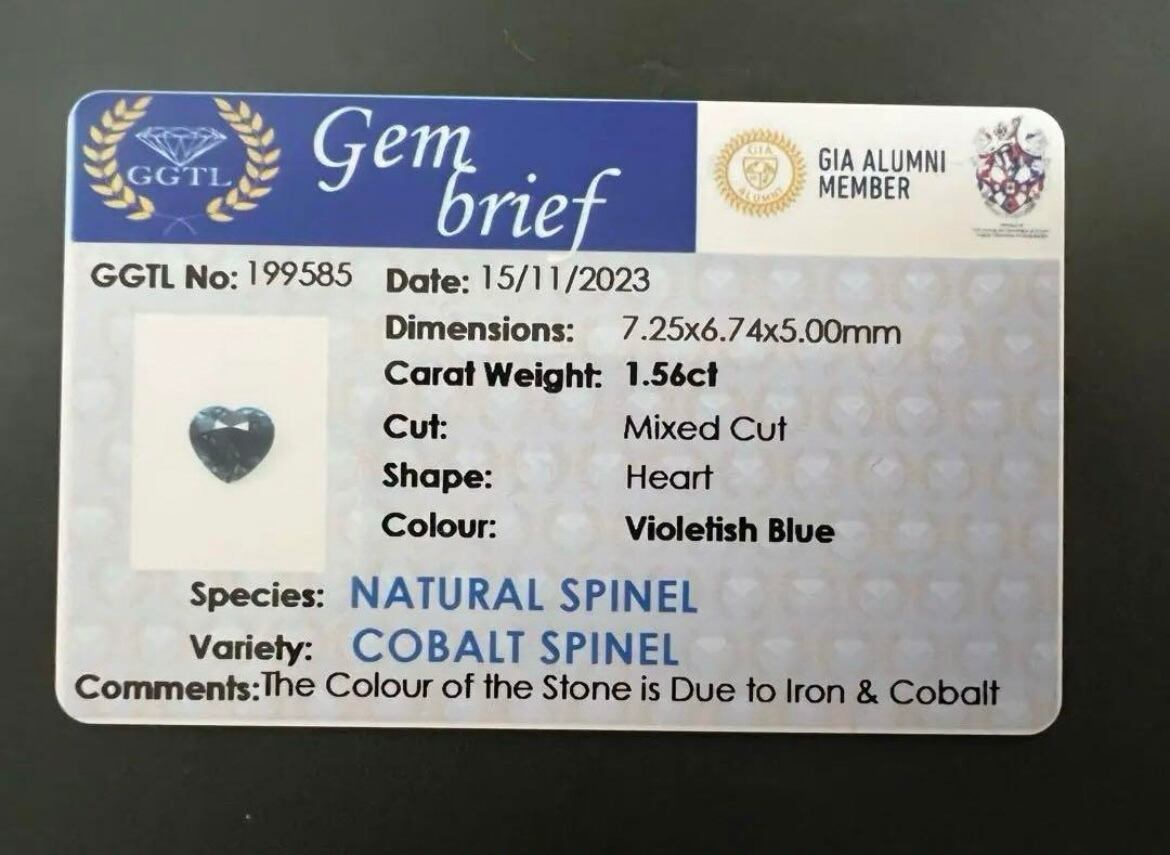 GGTL
Gem
brief
GIA
ALUMNI
GIA ALUMNI
MEMBER
GGTL No: 199585 Date: 15/11/2023
Dimensions: 7.25x6.74x5.00mm
Carat Weight: 1.56ct
Cut: Mixed Cut
Shape: Heart
Colour: Violetish Blue
Species: NATURAL SPINEL
Variety: COBALT SPINEL
Comments: The Colour of the Stone is Due to Iron & Cobalt